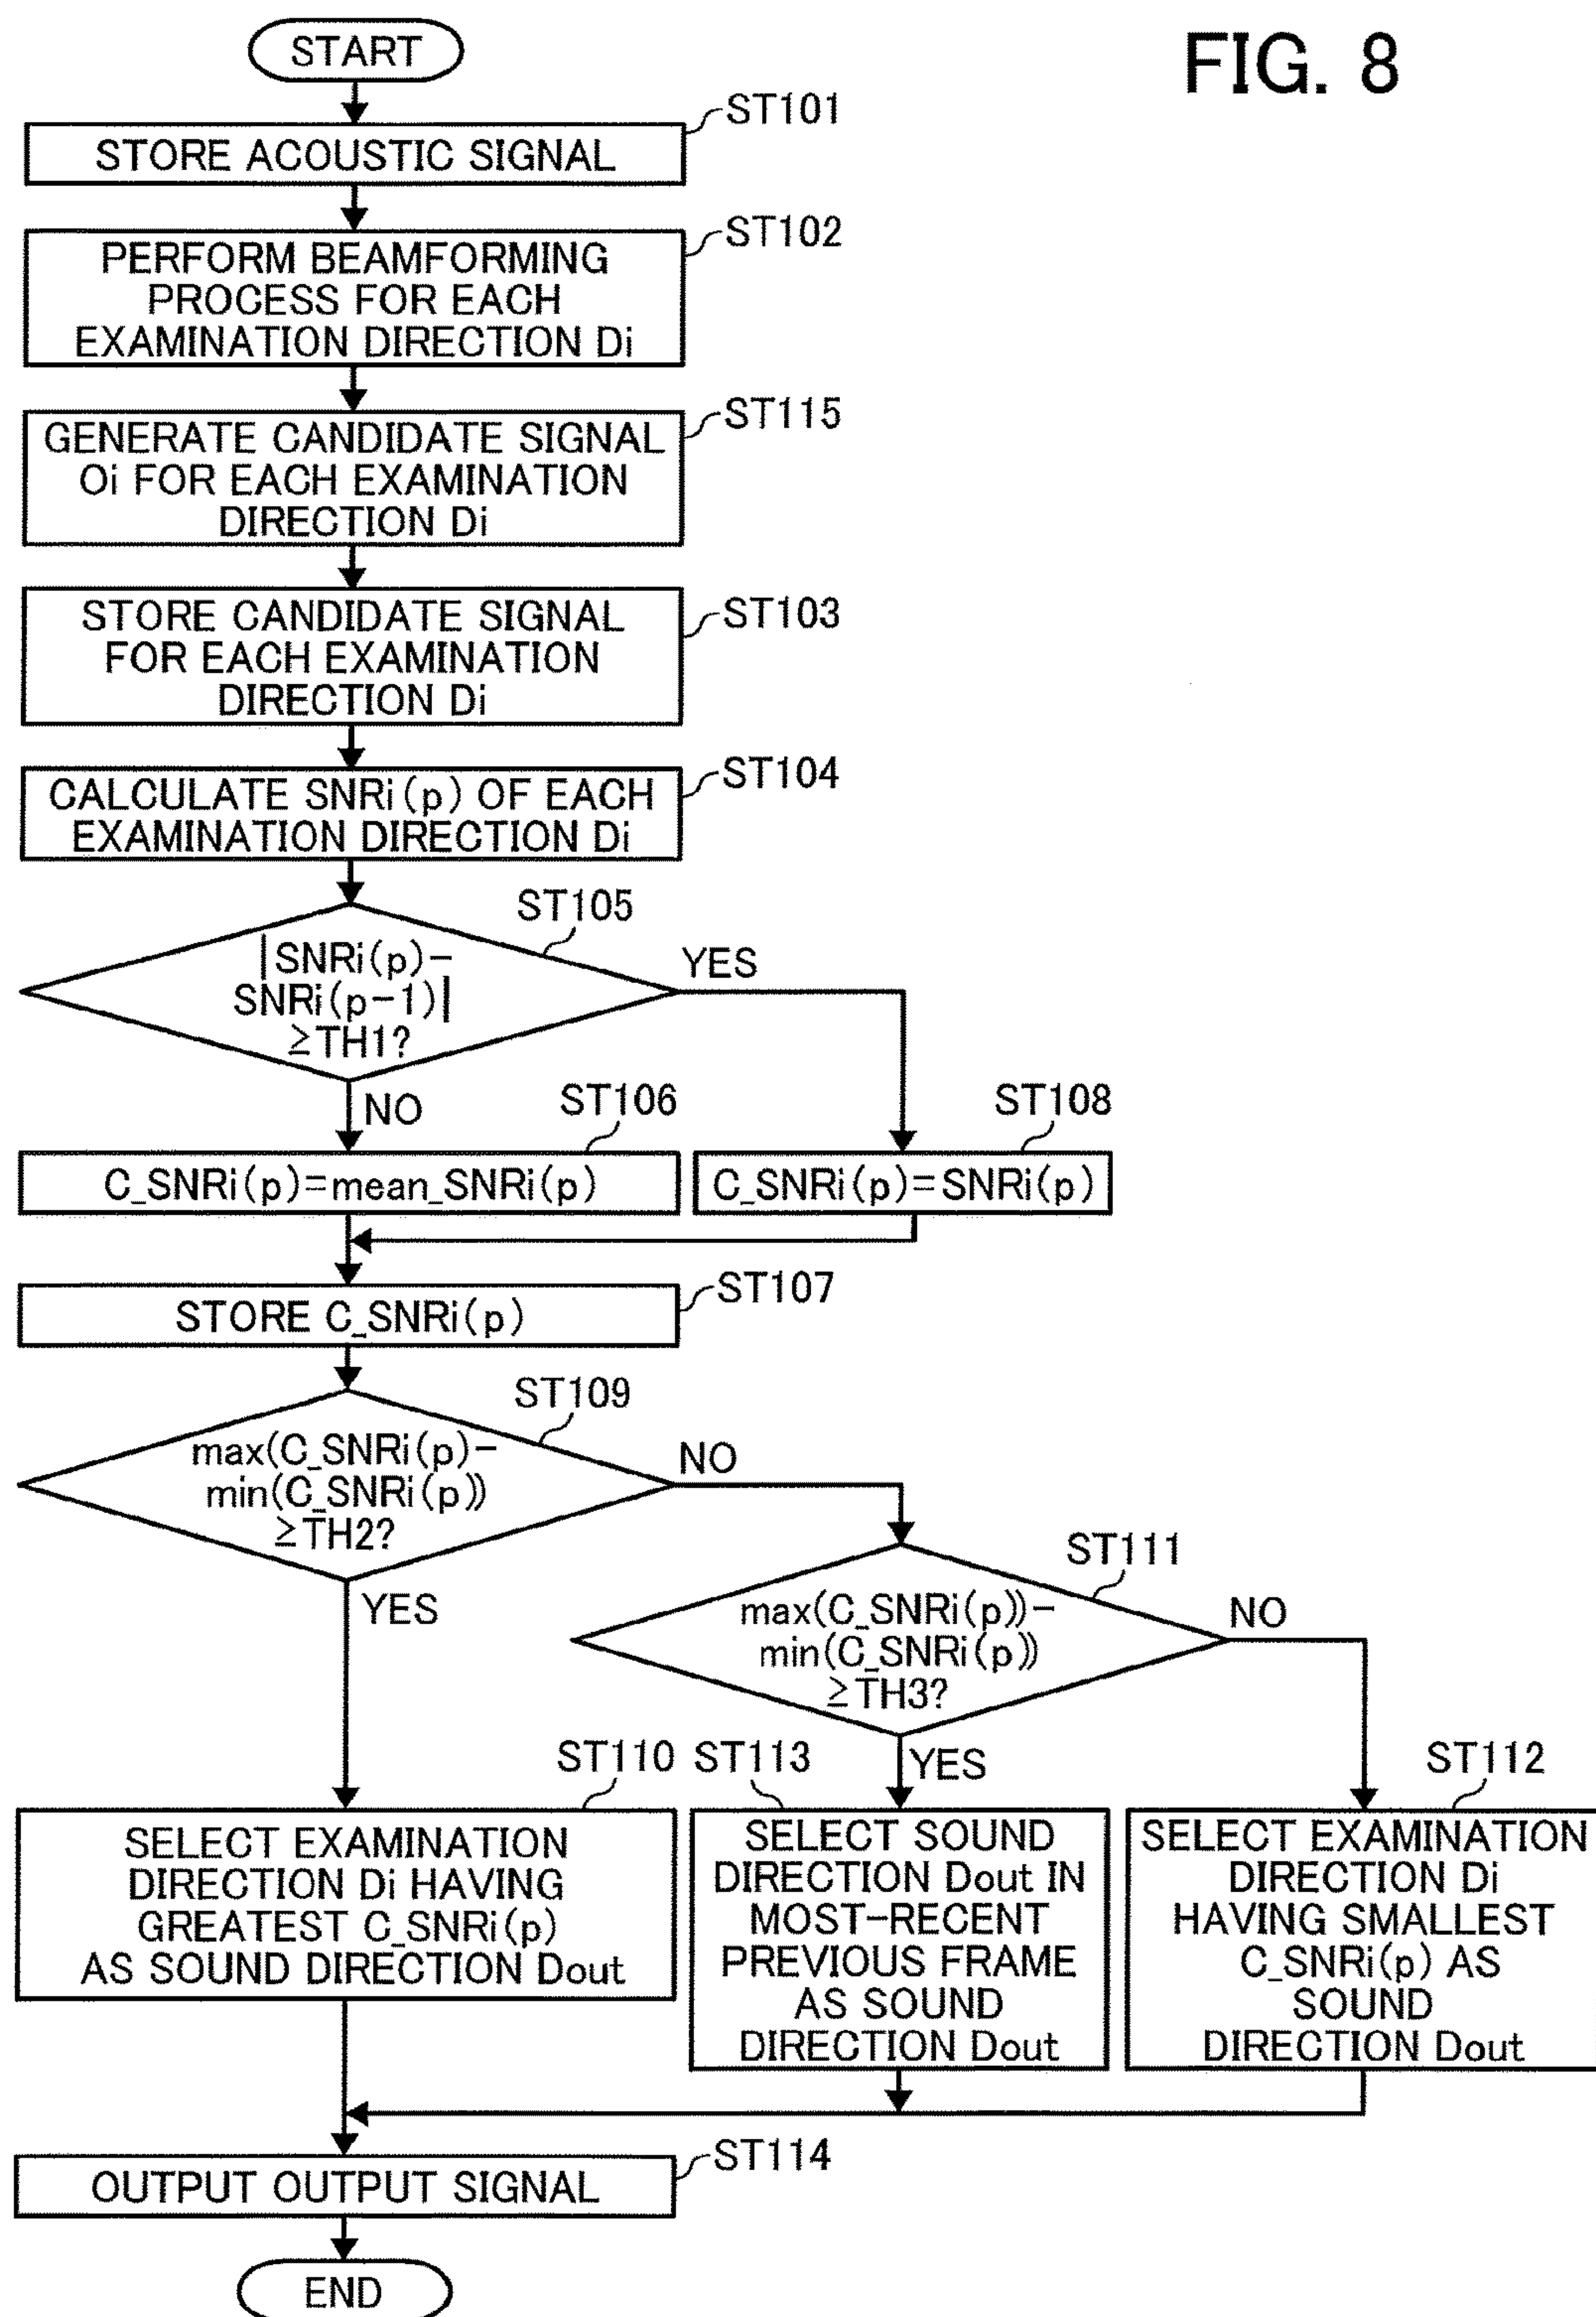 FIG. 8
START
ST101
STORE ACOUSTIC SIGNAL
ST102
PERFORM BEAMFORMING
PROCESS FOR EACH
EXAMINATION DIRECTION Di
ST115
GENERATE CANDIDATE SIGNAL
Oi FOR EACH EXAMINATION
DIRECTION Di
ST103
STORE CANDIDATE SIGNAL
FOR EACH EXAMINATION
DIRECTION Di
ST104
CALCULATE SNRi(p) OF EACH
EXAMINATION DIRECTION Di
ST105
|SNRi(p)-
SNRi(p-1)|
≧TH1?
YES
NO
ST106
C_SNRi(p)=mean_SNRi(p)
ST108
C_SNRi(p)=SNRi(p)
ST107
STORE C_SNRi(p)
ST109
max(C_SNRi(p)-
min(C_SNRi(p))
≧TH2?
NO
YES
ST111
max(C_SNRi(p))-
min(C_SNRi(p))
≧TH3?
NO
YES
ST110
SELECT EXAMINATION
DIRECTION Di HAVING
GREATEST C_SNRi(p)
AS SOUND DIRECTION Dout
ST113
SELECT SOUND
DIRECTION Dout IN
MOST-RECENT
PREVIOUS FRAME
AS SOUND
DIRECTION Dout
ST112
SELECT EXAMINATION
DIRECTION Di
HAVING SMALLEST
C_SNRi(p) AS
SOUND
DIRECTION Dout
ST114
OUTPUT OUTPUT SIGNAL
END